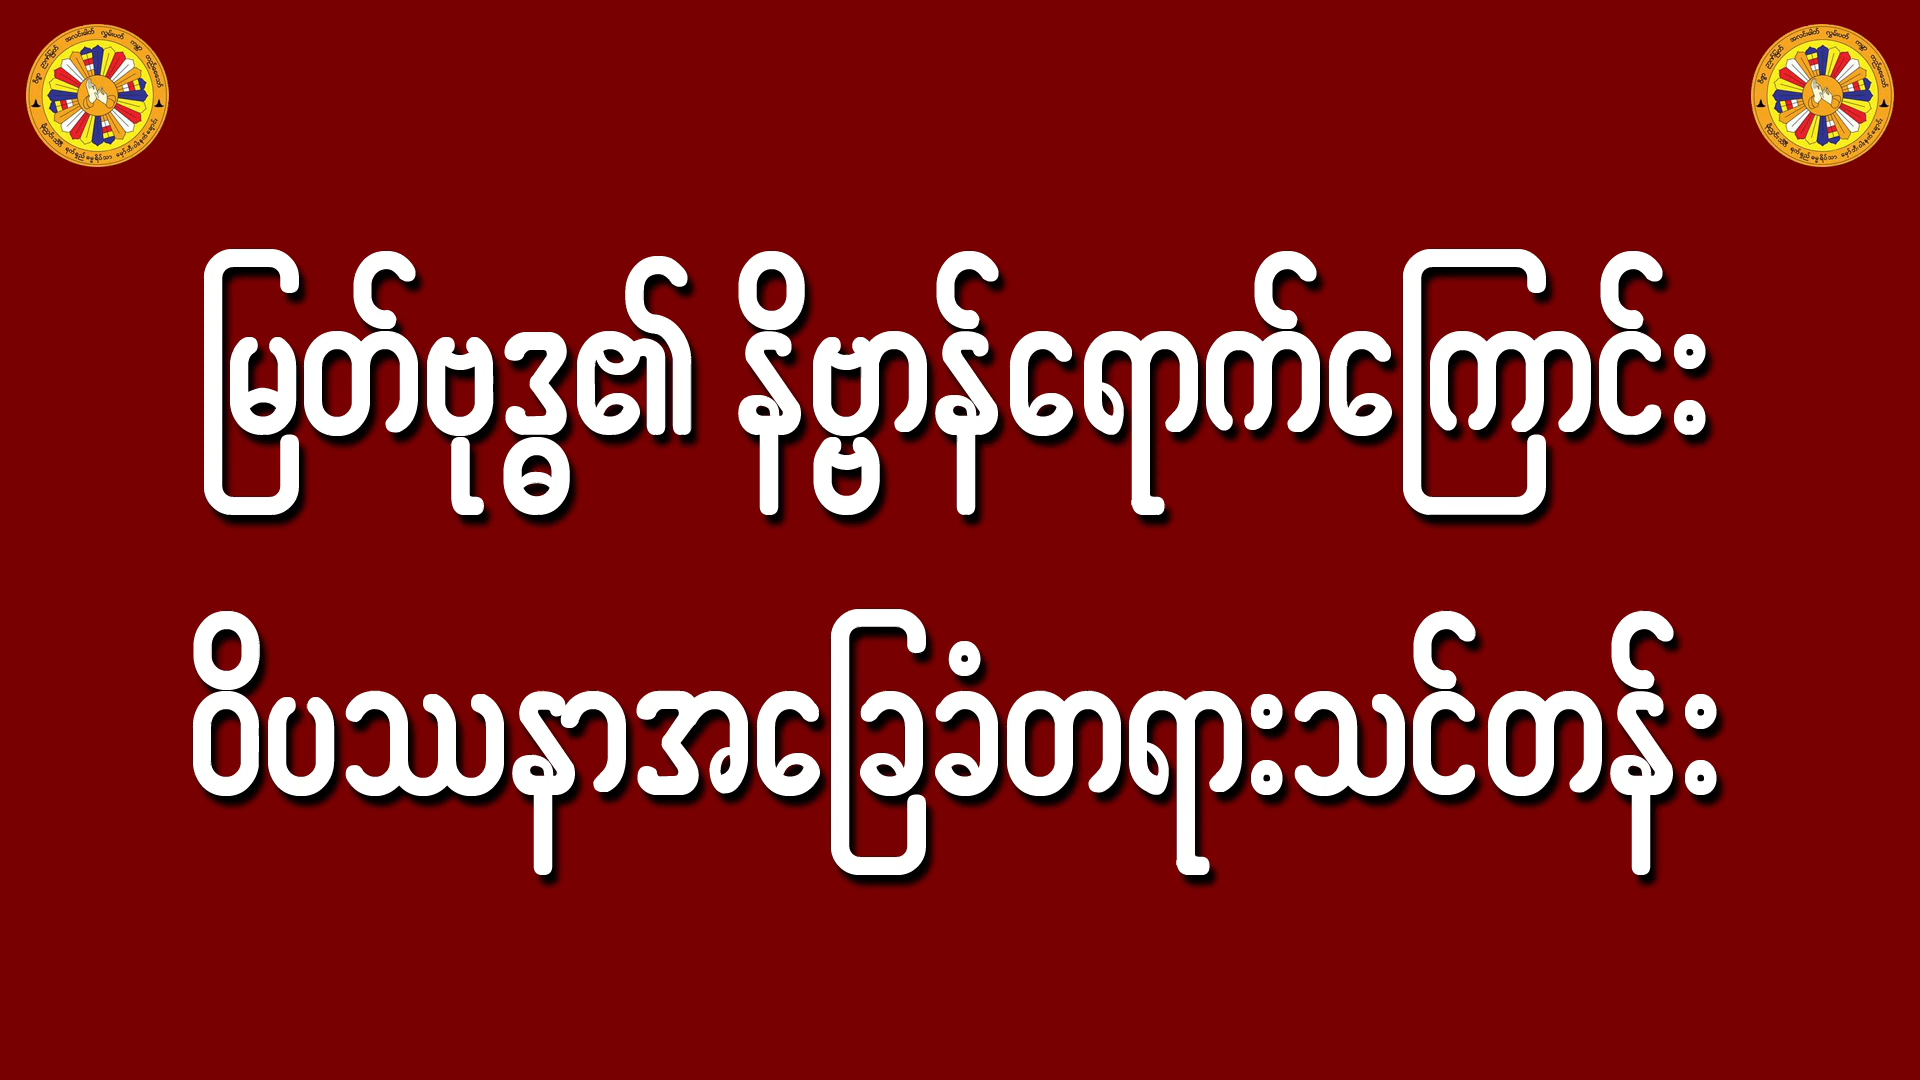 မြတ်ဗုဒ္ဓ၏ နိဗ္ဗာန်ရောက်ကြောင်း
ဝိပဿနာအခြေခံတရားသင်တန်း